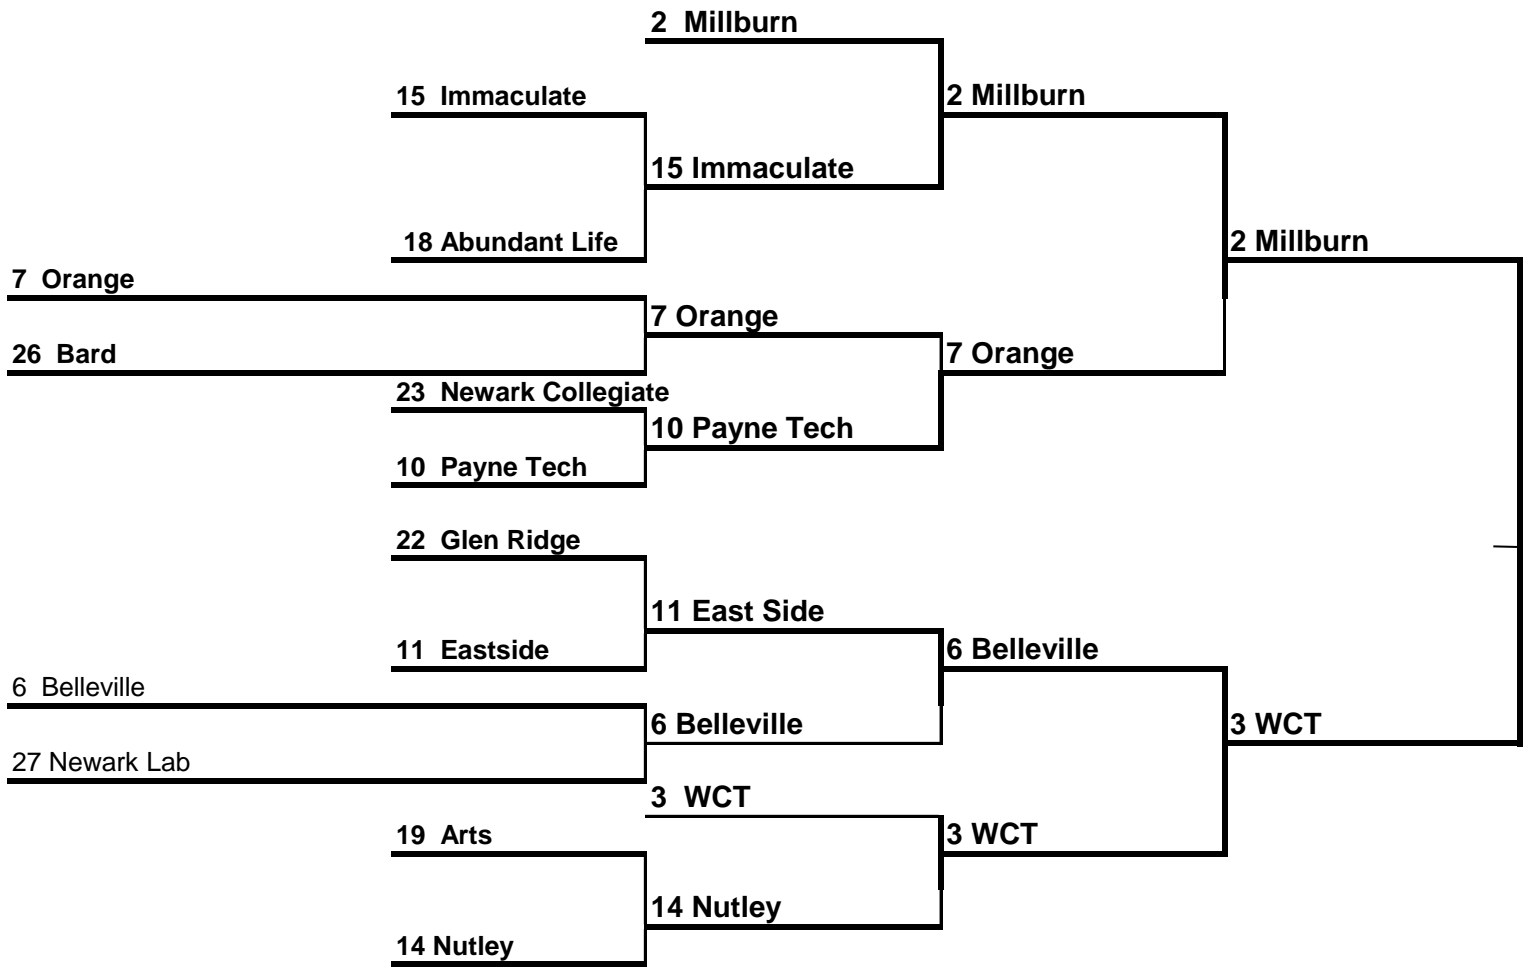 2  Millburn
15  Immaculate
2 Millburn
15 Immaculate
18 Abundant Life
2 Millburn
7  Orange
7 Orange
26  Bard
7 Orange
23  Newark Collegiate
10 Payne Tech
10  Payne Tech
22  Glen Ridge
11 East Side
11  Eastside
6 Belleville
6  Belleville
6 Belleville
3 WCT
27 Newark Lab
3  WCT
19  Arts
3 WCT
14 Nutley
14 Nutley